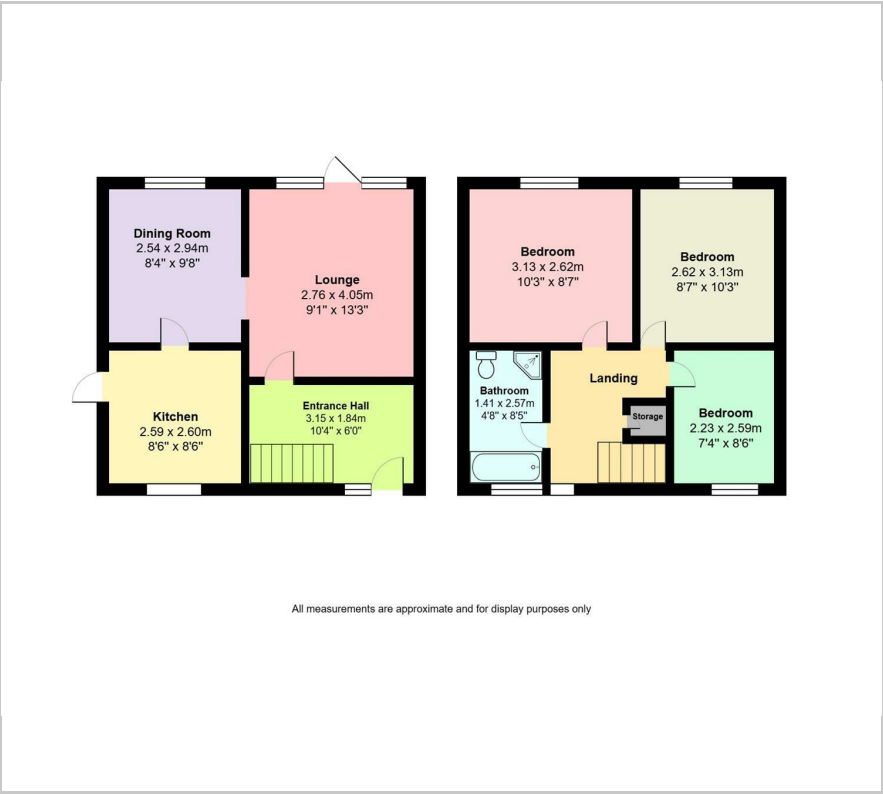 Dining Room
2.54 x 2.94m
8'4" x 9'8"
Lounge
2.76 x 4.05m
9'1" x 13'3"
Kitchen
2.59 x 2.60m
8'6" x 8'6"
Entrance Hall
3.15 x 1.84m
10'4" x 6'0"
Bedroom
3.13 x 2.62m
10'3" x 8'7"
Bedroom
2.62 x 3.13m
8'7" x 10'3"
Bathroom
1.41 x 2.57m
4'8" x 8'5"
Landing
Storage
Bedroom
2.23 x 2.59m
7'4" x 8'6"
All measurements are approximate and for display purposes only